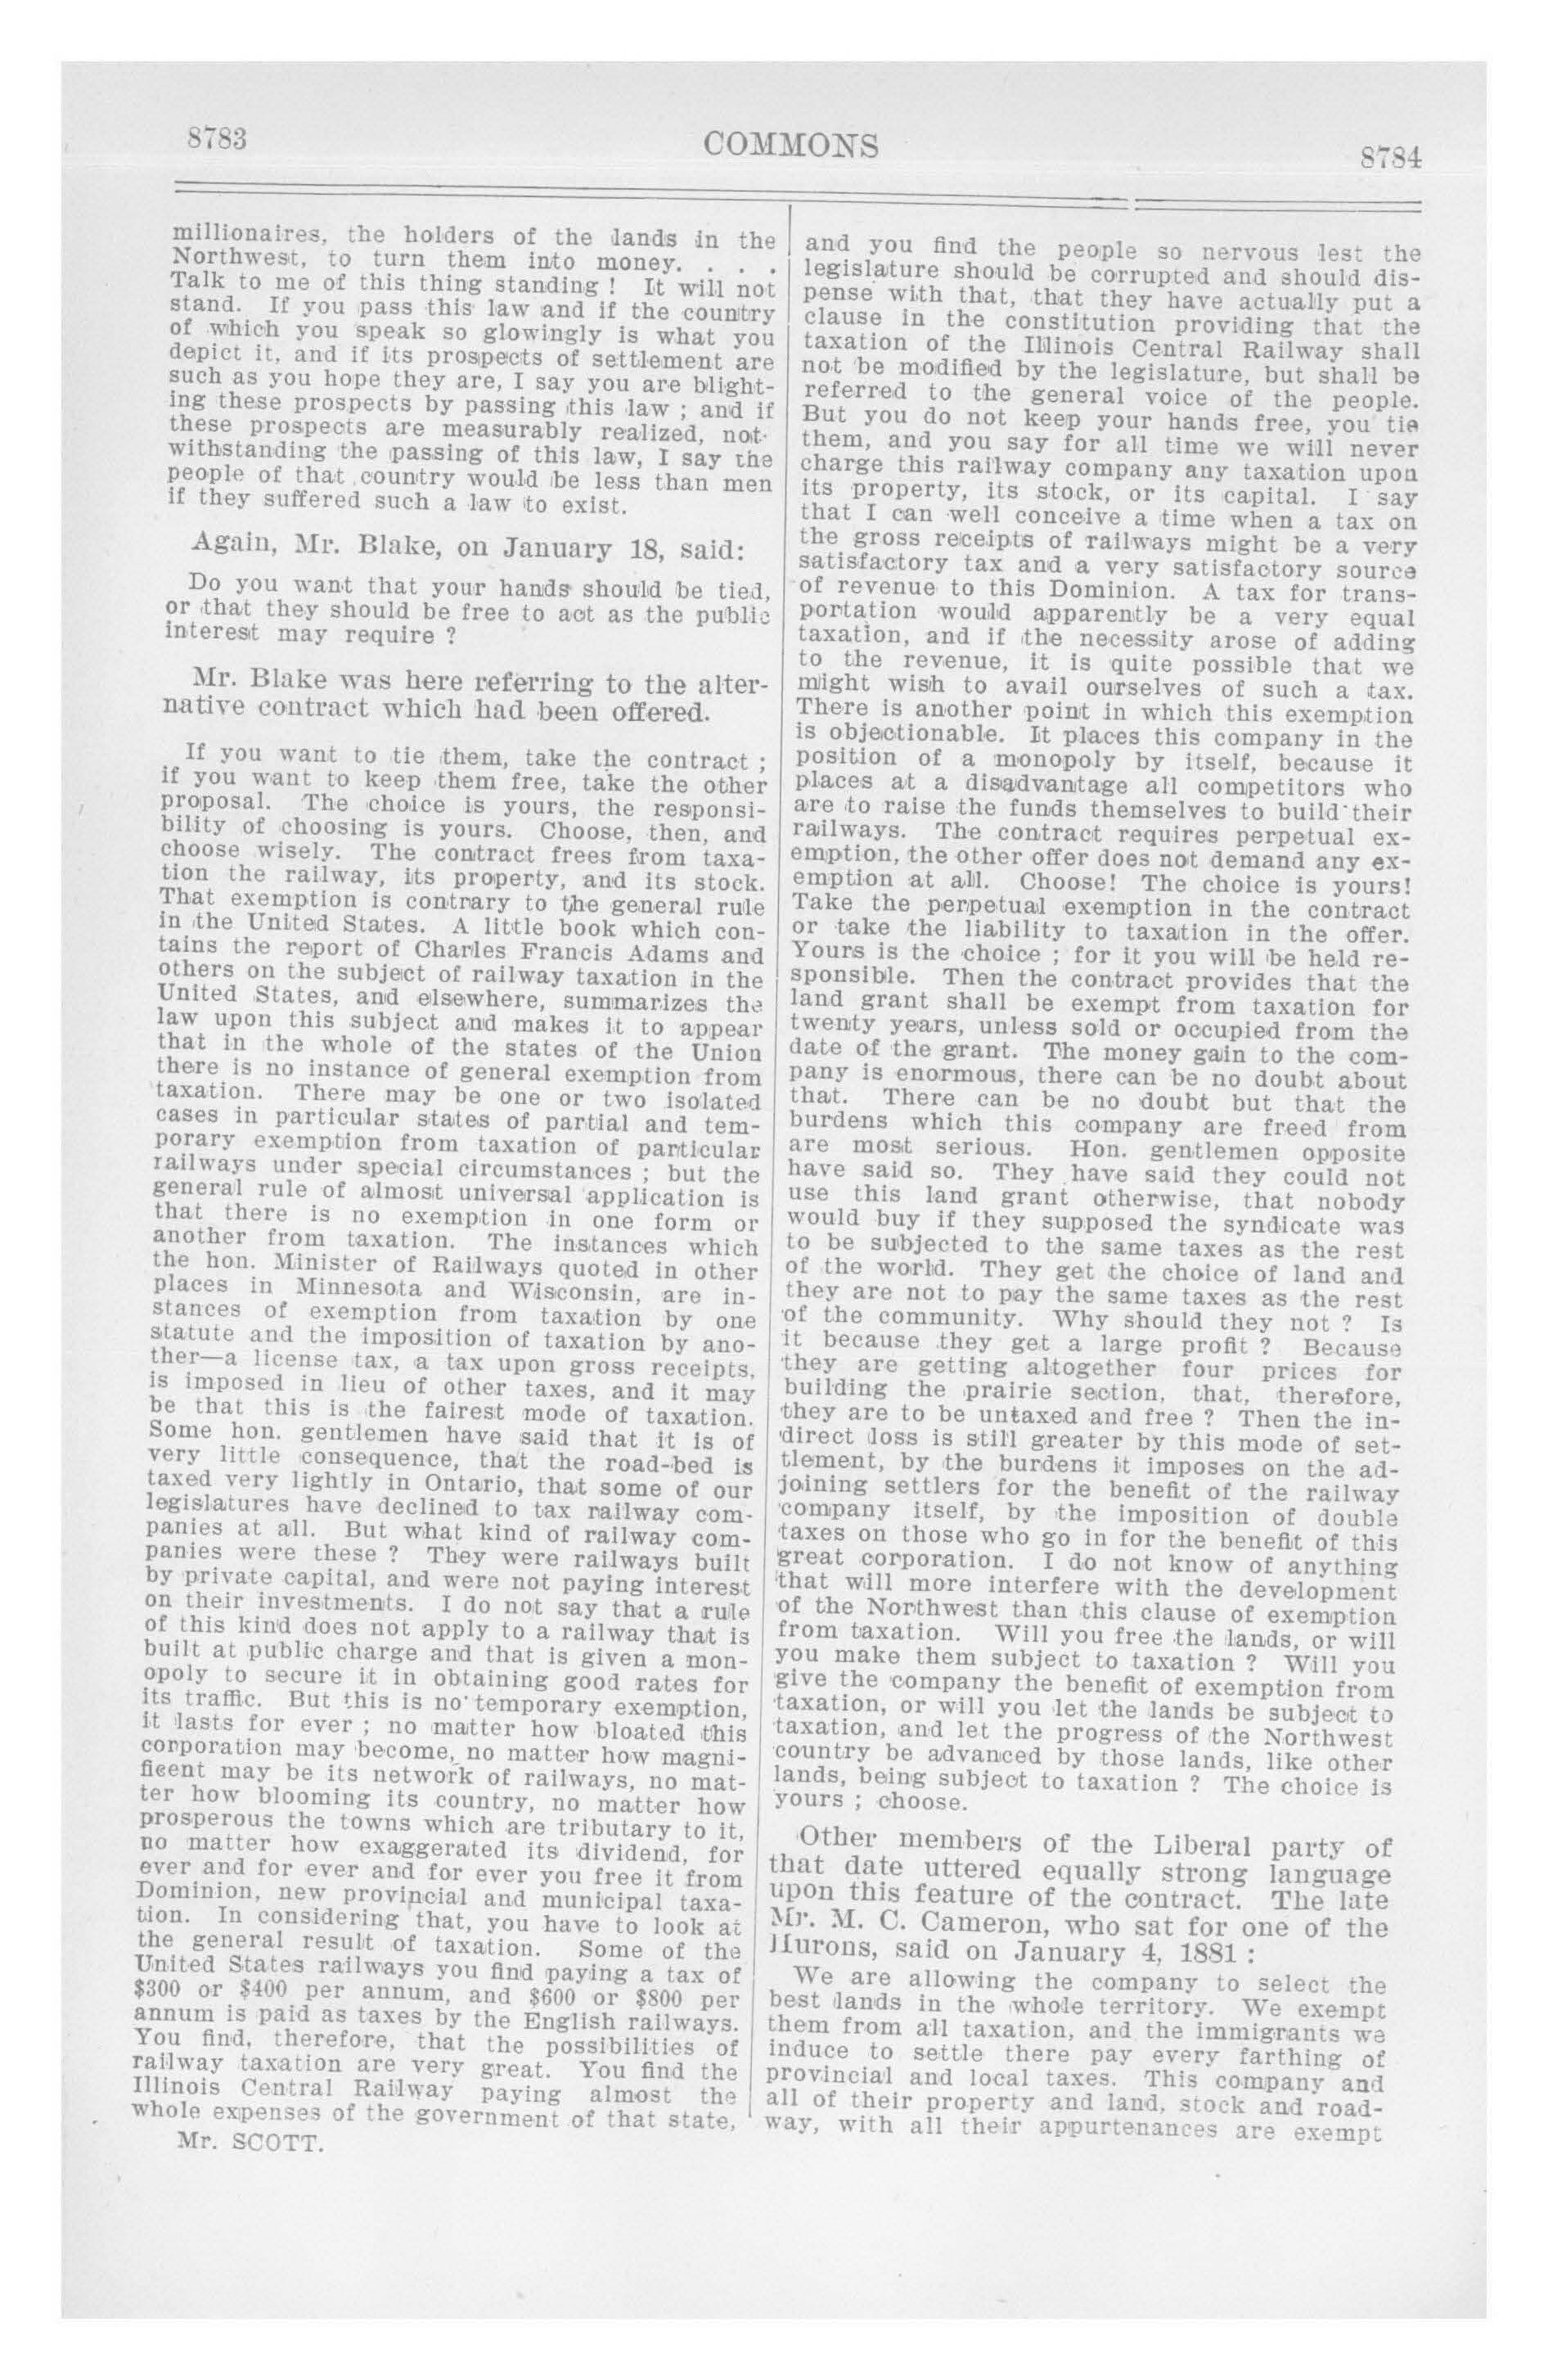 8783
COMMONS
8784
millionaires, the holders of the lands in the
Northwest, to turn them into money. . . .
Talk to me of this thing standing ! It will not
stand. If you pass this law and if the country
of which you speak so glowingly is what you
depict it, and if its prospects of settlement are
such as you hope they are, I say you are blight-
ing these prospects by passing this law ; and if
these prospects are measurably realized, not-
withstanding the passing of this law, I say the
people of that country would be less than men
if they suffered such a law to exist.
Again, Mr. Blake, on January 18, said:
Do you want that your hands should be tied,
or that they should be free to act as the public
interest may require ?
Mr. Blake was here referring to the alter-
native contract which had been offered.
If you want to tie them, take the contract ;
if you want to keep them free, take the other
proposal. The choice is yours, the responsi-
bility of choosing is yours. Choose, then, and
choose wisely. The contract frees from taxa-
tion the railway, its property, and its stock.
That exemption is contrary to the general rule
in the United States. A little book which con-
tains the report of Charles Francis Adams and
others on the subject of railway taxation in the
United States, and elsewhere, summarizes the
law upon this subject and makes it to appear
that in the whole of the states of the Union
there is no instance of general exemption from
taxation. There may be one or two isolated
cases in particular states of partial and tem-
porary exemption from taxation of particular
railways under special circumstances ; but the
general rule of almost universal application is
that there is no exemption in one form or
another from taxation. The instances which
the hon. Minister of Railways quoted in other
places in Minnesota and Wisconsin, are in-
stances of exemption from taxation by one
statute and the imposition of taxation by ano-
ther—a license tax, a tax upon gross receipts,
is imposed in lieu of other taxes, and it may
be that this is the fairest mode of taxation.
Some hon. gentlemen have said that it is of
very little consequence, that the road-bed is
taxed very lightly in Ontario, that some of our
legislatures have declined to tax railway com-
panies at all. But what kind of railway com-
panies were these ? They were railways built
by private capital, and were not paying interest
on their investments. I do not say that a rule
of this kind does not apply to a railway that is
built at public charge and that is given a mon-
opoly to secure it in obtaining good rates for
its traffic. But this is no temporary exemption,
it lasts for ever ; no matter how bloated this
corporation may become, no matter how magni-
ficent may be its network of railways, no mat-
ter how blooming its country, no matter how
prosperous the towns which are tributary to it,
no matter how exaggerated its dividend, for
ever and for ever and for ever you free it from
Dominion, new provincial and municipal taxa-
tion. In considering that, you have to look at
the general result of taxation. Some of the
United States railways you find paying a tax of
$300 or $400 per annum, and $600 or $800 per
annum is paid as taxes by the English railways.
You find, therefore, that the possibilities of
railway taxation are very great. You find the
Illinois Central Railway paying almost the
whole expenses of the government of that state,
Mr. SCOTT.
and you find the people so nervous lest the
legislature should be corrupted and should dis-
pense with that, that they have actually put a
clause in the constitution providing that the
taxation of the Illinois Central Railway shall
not be modified by the legislature, but shall be
referred to the general voice of the people.
But you do not keep your hands free, you tie
them, and you say for all time we will never
charge this railway company any taxation upon
its property, its stock, or its capital. I say
that I can well conceive a time when a tax on
the gross receipts of railways might be a very
satisfactory tax and a very satisfactory source
of revenue to this Dominion. A tax for trans-
portation would apparently be a very equal
taxation, and if the necessity arose of adding
to the revenue, it is quite possible that we
might wish to avail ourselves of such a tax.
There is another point in which this exemption
is objectionable. It places this company in the
position of a monopoly by itself, because it
places at a disadvantage all competitors who
are to raise the funds themselves to build their
railways. The contract requires perpetual ex-
emption, the other offer does not demand any ex-
emption at all. Choose! The choice is yours!
Take the perpetual exemption in the contract
or take the liability to taxation in the offer.
Yours is the choice ; for it you will be held re-
sponsible. Then the contract provides that the
land grant shall be exempt from taxation for
twenty years, unless sold or occupied from the
date of the grant. The money gain to the com-
pany is enormous, there can be no doubt about
that. There can be no doubt but that the
burdens which this company are freed from
are most serious. Hon. gentlemen opposite
have said so. They have said they could not
use this land grant otherwise, that nobody
would buy if they supposed the syndicate was
to be subjected to the same taxes as the rest
of the world. They get the choice of land and
they are not to pay the same taxes as the rest
of the community. Why should they not ? Is
it because they get a large profit ? Because
they are getting altogether four prices for
building the prairie section, that, therefore,
they are to be untaxed and free ? Then the in-
direct loss is still greater by this mode of set-
tlement, by the burdens it imposes on the ad-
joining settlers for the benefit of the railway
company itself, by the imposition of double
taxes on those who go in for the benefit of this
great corporation. I do not know of anything
that will more interfere with the development
of the Northwest than this clause of exemption
from taxation. Will you free the lands, or will
you make them subject to taxation ? Will you
give the company the benefit of exemption from
taxation, or will you let the lands be subject to
taxation, and let the progress of the Northwest
country be advanced by those lands, like other
lands, being subject to taxation ? The choice is
yours ; choose.
Other members of the Liberal party of
that date uttered equally strong language
upon this feature of the contract. The late
Mr. M. C. Cameron, who sat for one of the
Hurons, said on January 4, 1881 :
We are allowing the company to select the
best lands in the whole territory. We exempt
them from all taxation, and the immigrants we
induce to settle there pay every farthing of
provincial and local taxes. This company and
all of their property and land, stock and road-
way, with all their appurtenances are exempt